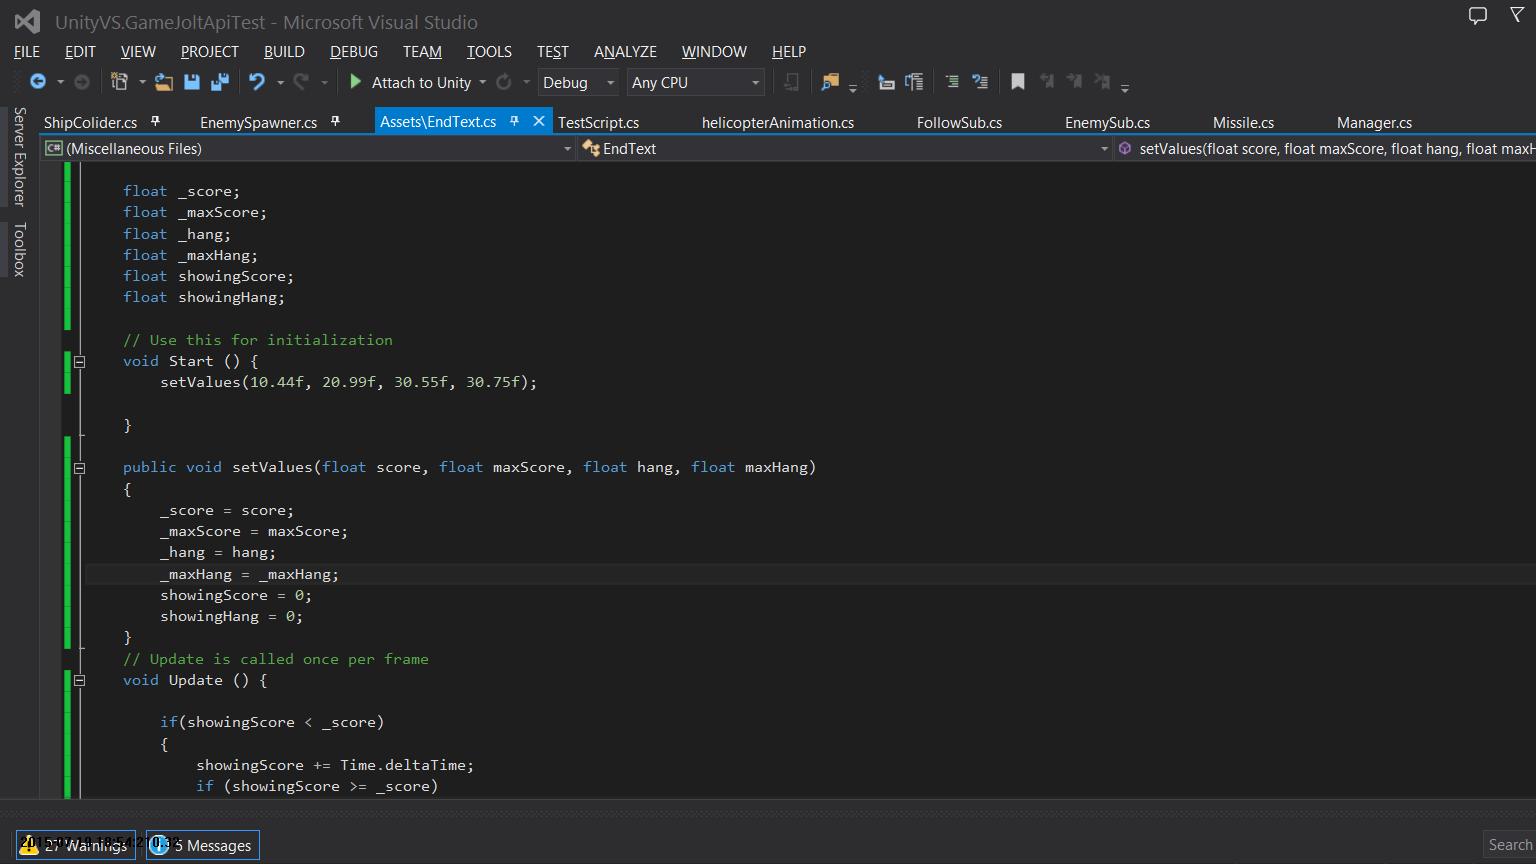 UnityVS.GameJoltApiTest - Microsoft Visual Studio
FILE EDIT VIEW PROJECT BUILD DEBUG TEAM TOOLS TEST ANALYZE WINDOW HELP
Attach to Unity Debug Any CPU
Server Explorer
Toolbox
ShipColider.cs EnemySpawner.cs Assets\EndText.cs TestScript.cs helicopterAnimation.cs FollowSub.cs EnemySub.cs Missile.cs Manager.cs
C# (Miscellaneous Files) EndText setValues(float score, float maxScore, float hang, float maxH
float _score;
float _maxScore;
float _hang;
float _maxHang;
float showingScore;
float showingHang;
// Use this for initialization
void Start () {
setValues(10.44f, 20.99f, 30.55f, 30.75f);
}
public void setValues(float score, float maxScore, float hang, float maxHang)
{
_score = score;
_maxScore = maxScore;
_hang = hang;
_maxHang = _maxHang;
showingScore = 0;
showingHang = 0;
}
// Update is called once per frame
void Update () {
if(showingScore < _score)
{
showingScore += Time.deltaTime;
if (showingScore >= _score)
27 Warnings 5 Messages Search